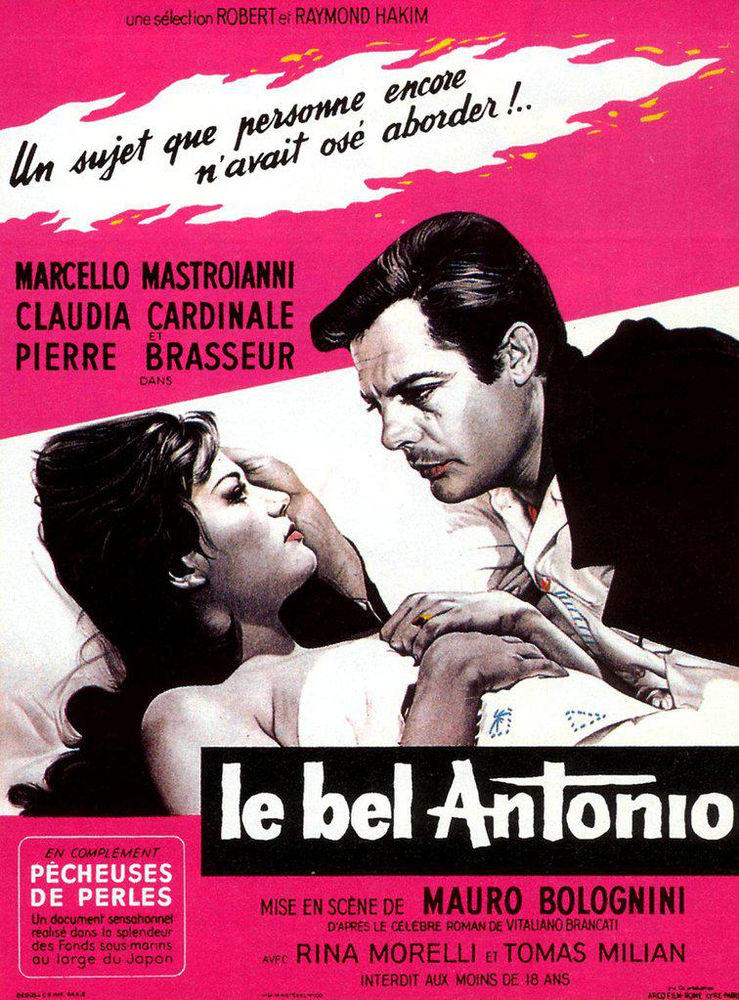 une sélection ROBERT et RAYMOND HAKIM
Un sujet que personne encore
n'avait osé aborder !..
MARCELLO MASTROIANNI
CLAUDIA CARDINALE
ET
PIERRE BRASSEUR
DANS
le bel Antonio
EN COMPLÉMENT
PÊCHEUSES
DE PERLES
Un document sensationnel
réalisé dans la splendeur
des Fonds sous-marins
au large du Japon
MISE EN SCÈNE DE MAURO BOLOGNINI
D'APRÈS LE CÉLÈBRE ROMAN DE VITALIANO BRANCATI
AVEC RINA MORELLI ET TOMAS MILIAN
INTERDIT AUX MOINS DE 18 ANS